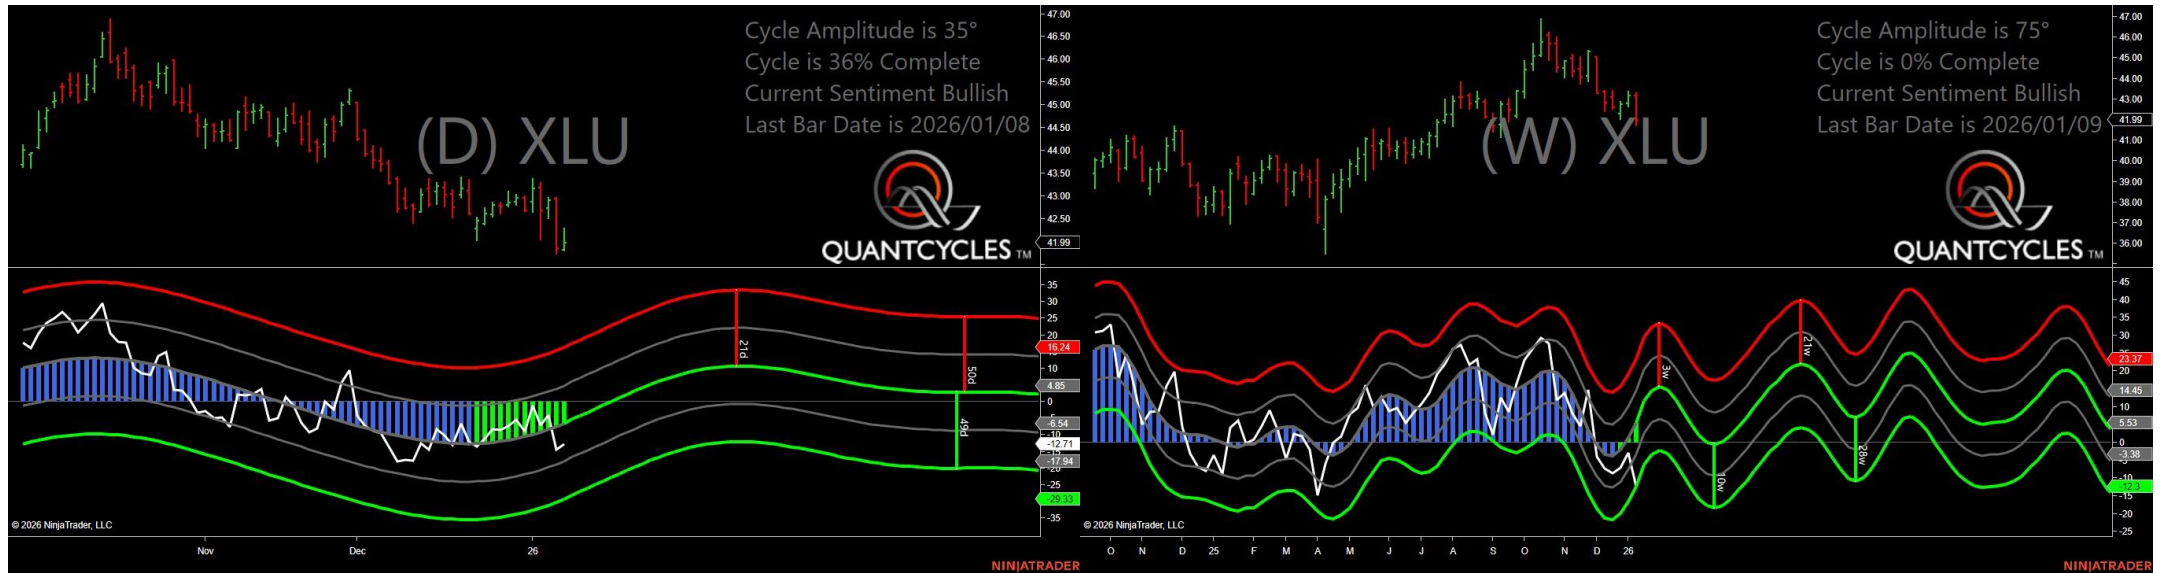 Cycle Amplitude is 35°
Cycle is 36% Complete
Current Sentiment Bullish
Last Bar Date is 2026/01/08
(D) XLU
QUANTCYCLES TM
47.00
46.50
46.00
45.50
45.00
44.50
44.00
43.50
43.00
42.50
41.99
35
30
25
20
16.24
10
4.85
0
-6.54
-10
-12.71
-15
-17.94
-20
-25
-29.33
-35
21d
50d
49d
© 2026 NinjaTrader, LLC
Nov
Dec
26
NINJATRADER
Cycle Amplitude is 75°
Cycle is 0% Complete
Current Sentiment Bullish
Last Bar Date is 2026/01/09
(W) XLU
QUANTCYCLES TM
47.00
46.00
45.00
44.00
43.00
41.99
41.00
40.00
39.00
38.00
37.00
36.00
45
40
35
30
23.37
20
14.45
10
5.53
0
-3.38
-12.3
-15
-20
-25
3w
10w
21w
28w
© 2026 NinjaTrader, LLC
O N D 25 F M A M J J A S O N D 26
NINJATRADER